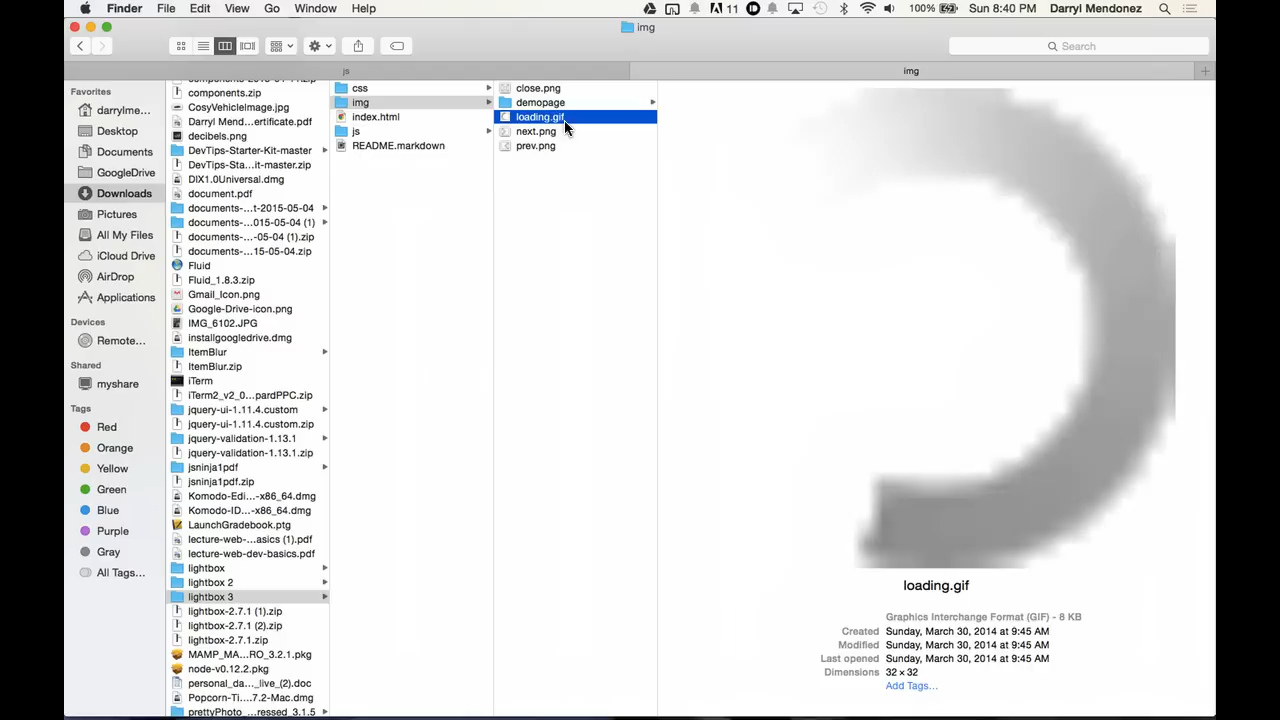 Finder File Edit View Go Window Help
11 100% Sun 8:40 PM Darryl Mendonez
img
Search
js
img
Favorites
darrylme...
Desktop
Documents
GoogleDrive
Downloads
Pictures
All My Files
iCloud Drive
AirDrop
Applications
Devices
Remote...
Shared
myshare
Tags
Red
Orange
Yellow
Green
Blue
Purple
Gray
All Tags...
components.zip
CosyVehicleImage.jpg
Darryl Mend...ertificate.pdf
decibels.png
DevTips-Starter-Kit-master
DevTips-Sta...it-master.zip
DIX1.0Universal.dmg
document.pdf
documents-...t-2015-05-04
documents-...015-05-04 (1)
documents-...-05-04 (1).zip
documents-...15-05-04.zip
Fluid
Fluid_1.8.3.zip
Gmail_Icon.png
Google-Drive-icon.png
IMG_6102.JPG
installgoogledrive.dmg
ItemBlur
ItemBlur.zip
iTerm
iTerm2_v2_0...pardPPC.zip
jquery-ui-1.11.4.custom
jquery-ui-1.11.4.custom.zip
jquery-validation-1.13.1
jquery-validation-1.13.1.zip
jsninja1pdf
jsninja1pdf.zip
Komodo-Edi...-x86_64.dmg
Komodo-ID...-x86_64.dmg
LaunchGradebook.ptg
lecture-web-...asics (1).pdf
lecture-web-dev-basics.pdf
lightbox
lightbox 2
lightbox 3
lightbox-2.7.1 (1).zip
lightbox-2.7.1 (2).zip
lightbox-2.7.1.zip
MAMP_MA...RO_3.2.1.pkg
node-v0.12.2.pkg
personal_da..._live_(2).doc
Popcorn-Ti....7.2-Mac.dmg
prettyPhoto_...ressed_3.1.5
css
img
index.html
js
README.markdown
close.png
demopage
loading.gif
next.png
prev.png
loading.gif
Graphics Interchange Format (GIF) - 8 KB
Created Sunday, March 30, 2014 at 9:45 AM
Modified Sunday, March 30, 2014 at 9:45 AM
Last opened Sunday, March 30, 2014 at 9:45 AM
Dimensions 32 × 32
Add Tags...